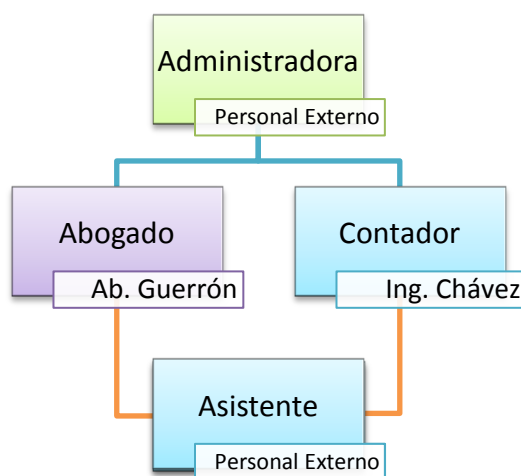 Administradora
Personal Externo
Abogado
Ab. Guerrón
Contador
Ing. Chávez
Asistente
Personal Externo